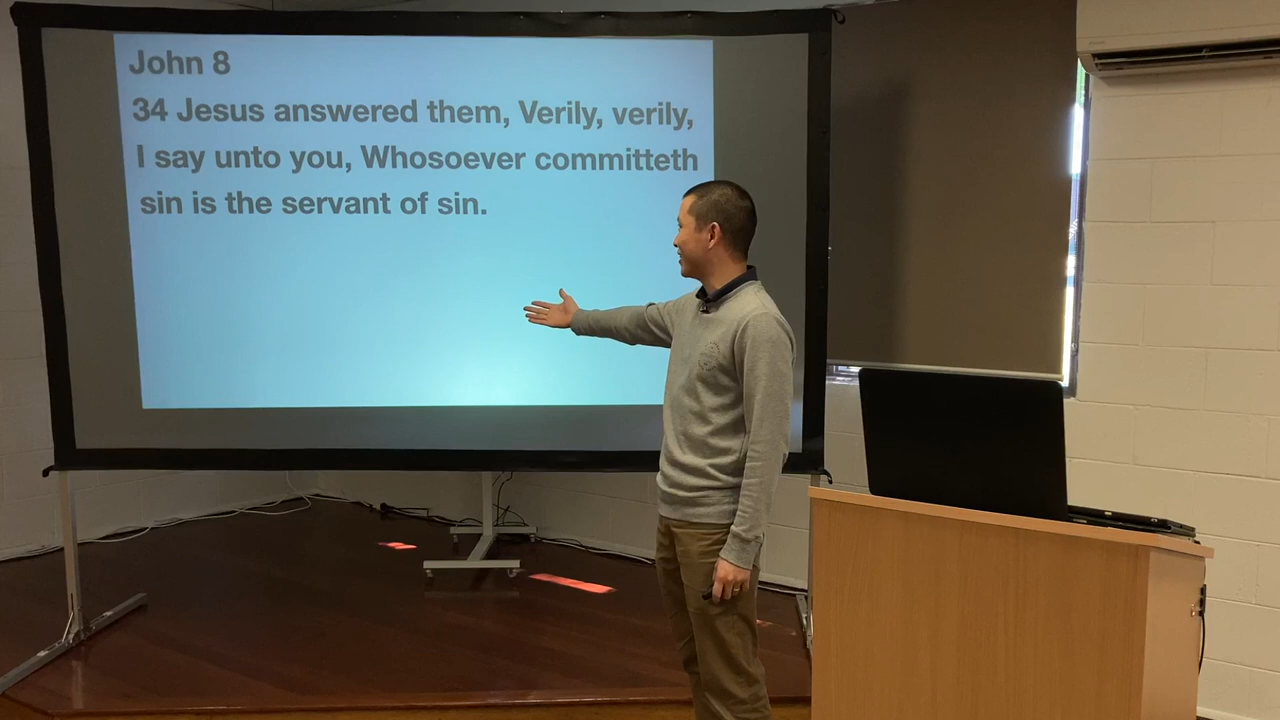 John 8
34 Jesus answered them, Verily, verily,
I say unto you, Whosoever committeth
sin is the servant of sin.